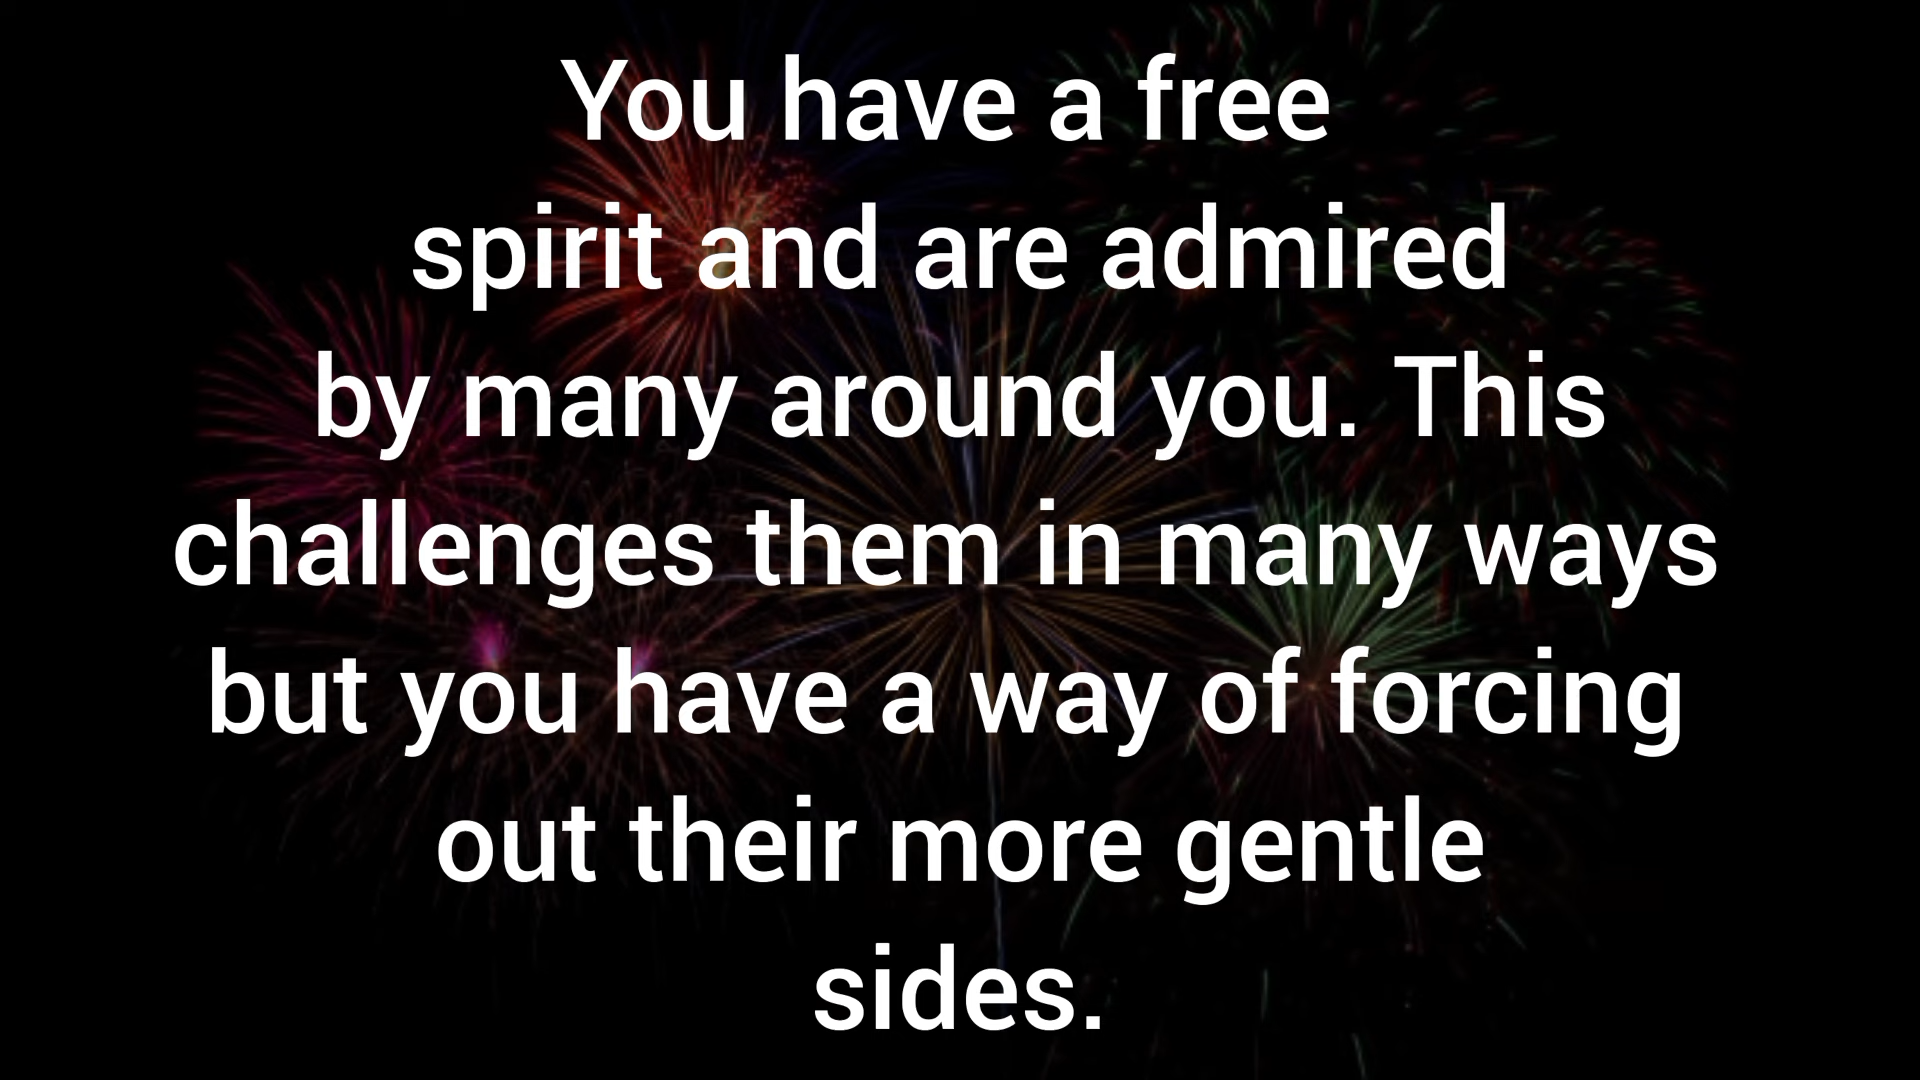 You have a free
spirit and are admired
by many around you. This
challenges them in many ways
but you have a way of forcing
out their more gentle
sides.